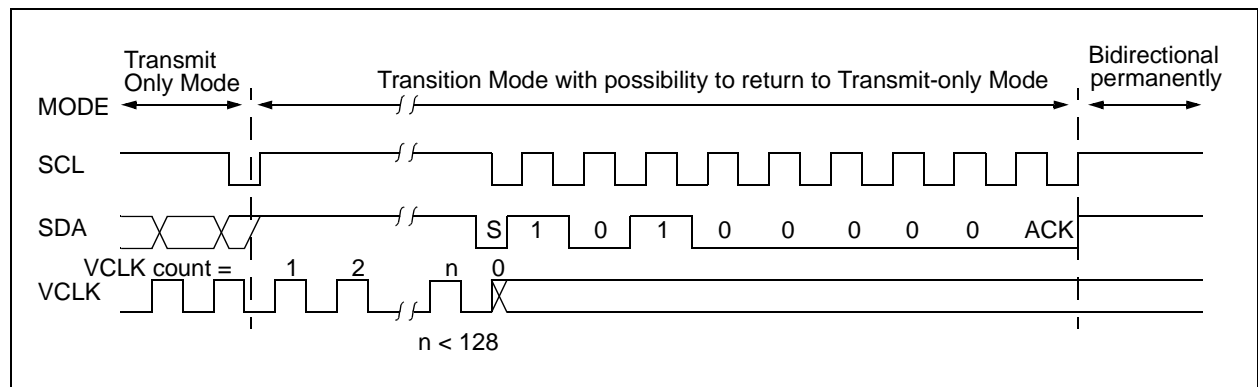 Transmit
Only Mode
Transition Mode with possibility to return to Transmit-only Mode
Bidirectional
permanently
MODE
SCL
SDA
S 1 0 1 0 0 0 0 0 ACK
VCLK count = 1 2 n 0
VCLK
n < 128